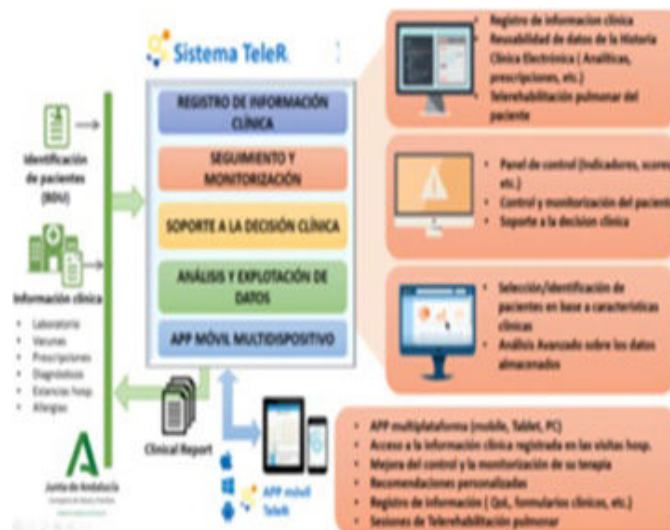 Sistema TeleR
REGISTRO DE INFORMACIÓN
CLÍNICA
SEGUIMIENTO Y
MONITORIZACIÓN
SOPORTE A LA DECISIÓN CLÍNICA
ANÁLISIS Y EXPLOTACIÓN DE
DATOS
APP MÓVIL MULTIDISPOSITIVO
Identificación
de pacientes
(BDU)
Información clínica
• Laboratorio
• Vacunas
• Prescripciones
• Diagnósticos
• Estancias hosp.
• Alergias
Junta de Andalucía
Clinical Report
APP móvil
TeleR
• Registro de informacion clínica
• Reusabilidad de datos de la Historia
Clínica Electrónica ( Analíticas,
prescripciones, etc.)
• Telerehabilitación pulmonar del
paciente
• Panel de control (Indicadores, scores
etc.)
• Control y monitorización del paciente
• Soporte a la decision clínica
• Selección/identificación de
pacientes en base a características
clínicas
• Análisis Avanzado sobre los datos
almacenados
• APP multiplataforma (mobile, Tablet, PC)
• Acceso a la información clínica registrada en las visitas hosp.
• Mejora del control y la monitorización de su terapia
• Recomendaciones personalizadas
• Registro de información ( QoL, formularios clínicos, etc.)
• Sesiones de Telerehabilitación pulmonar